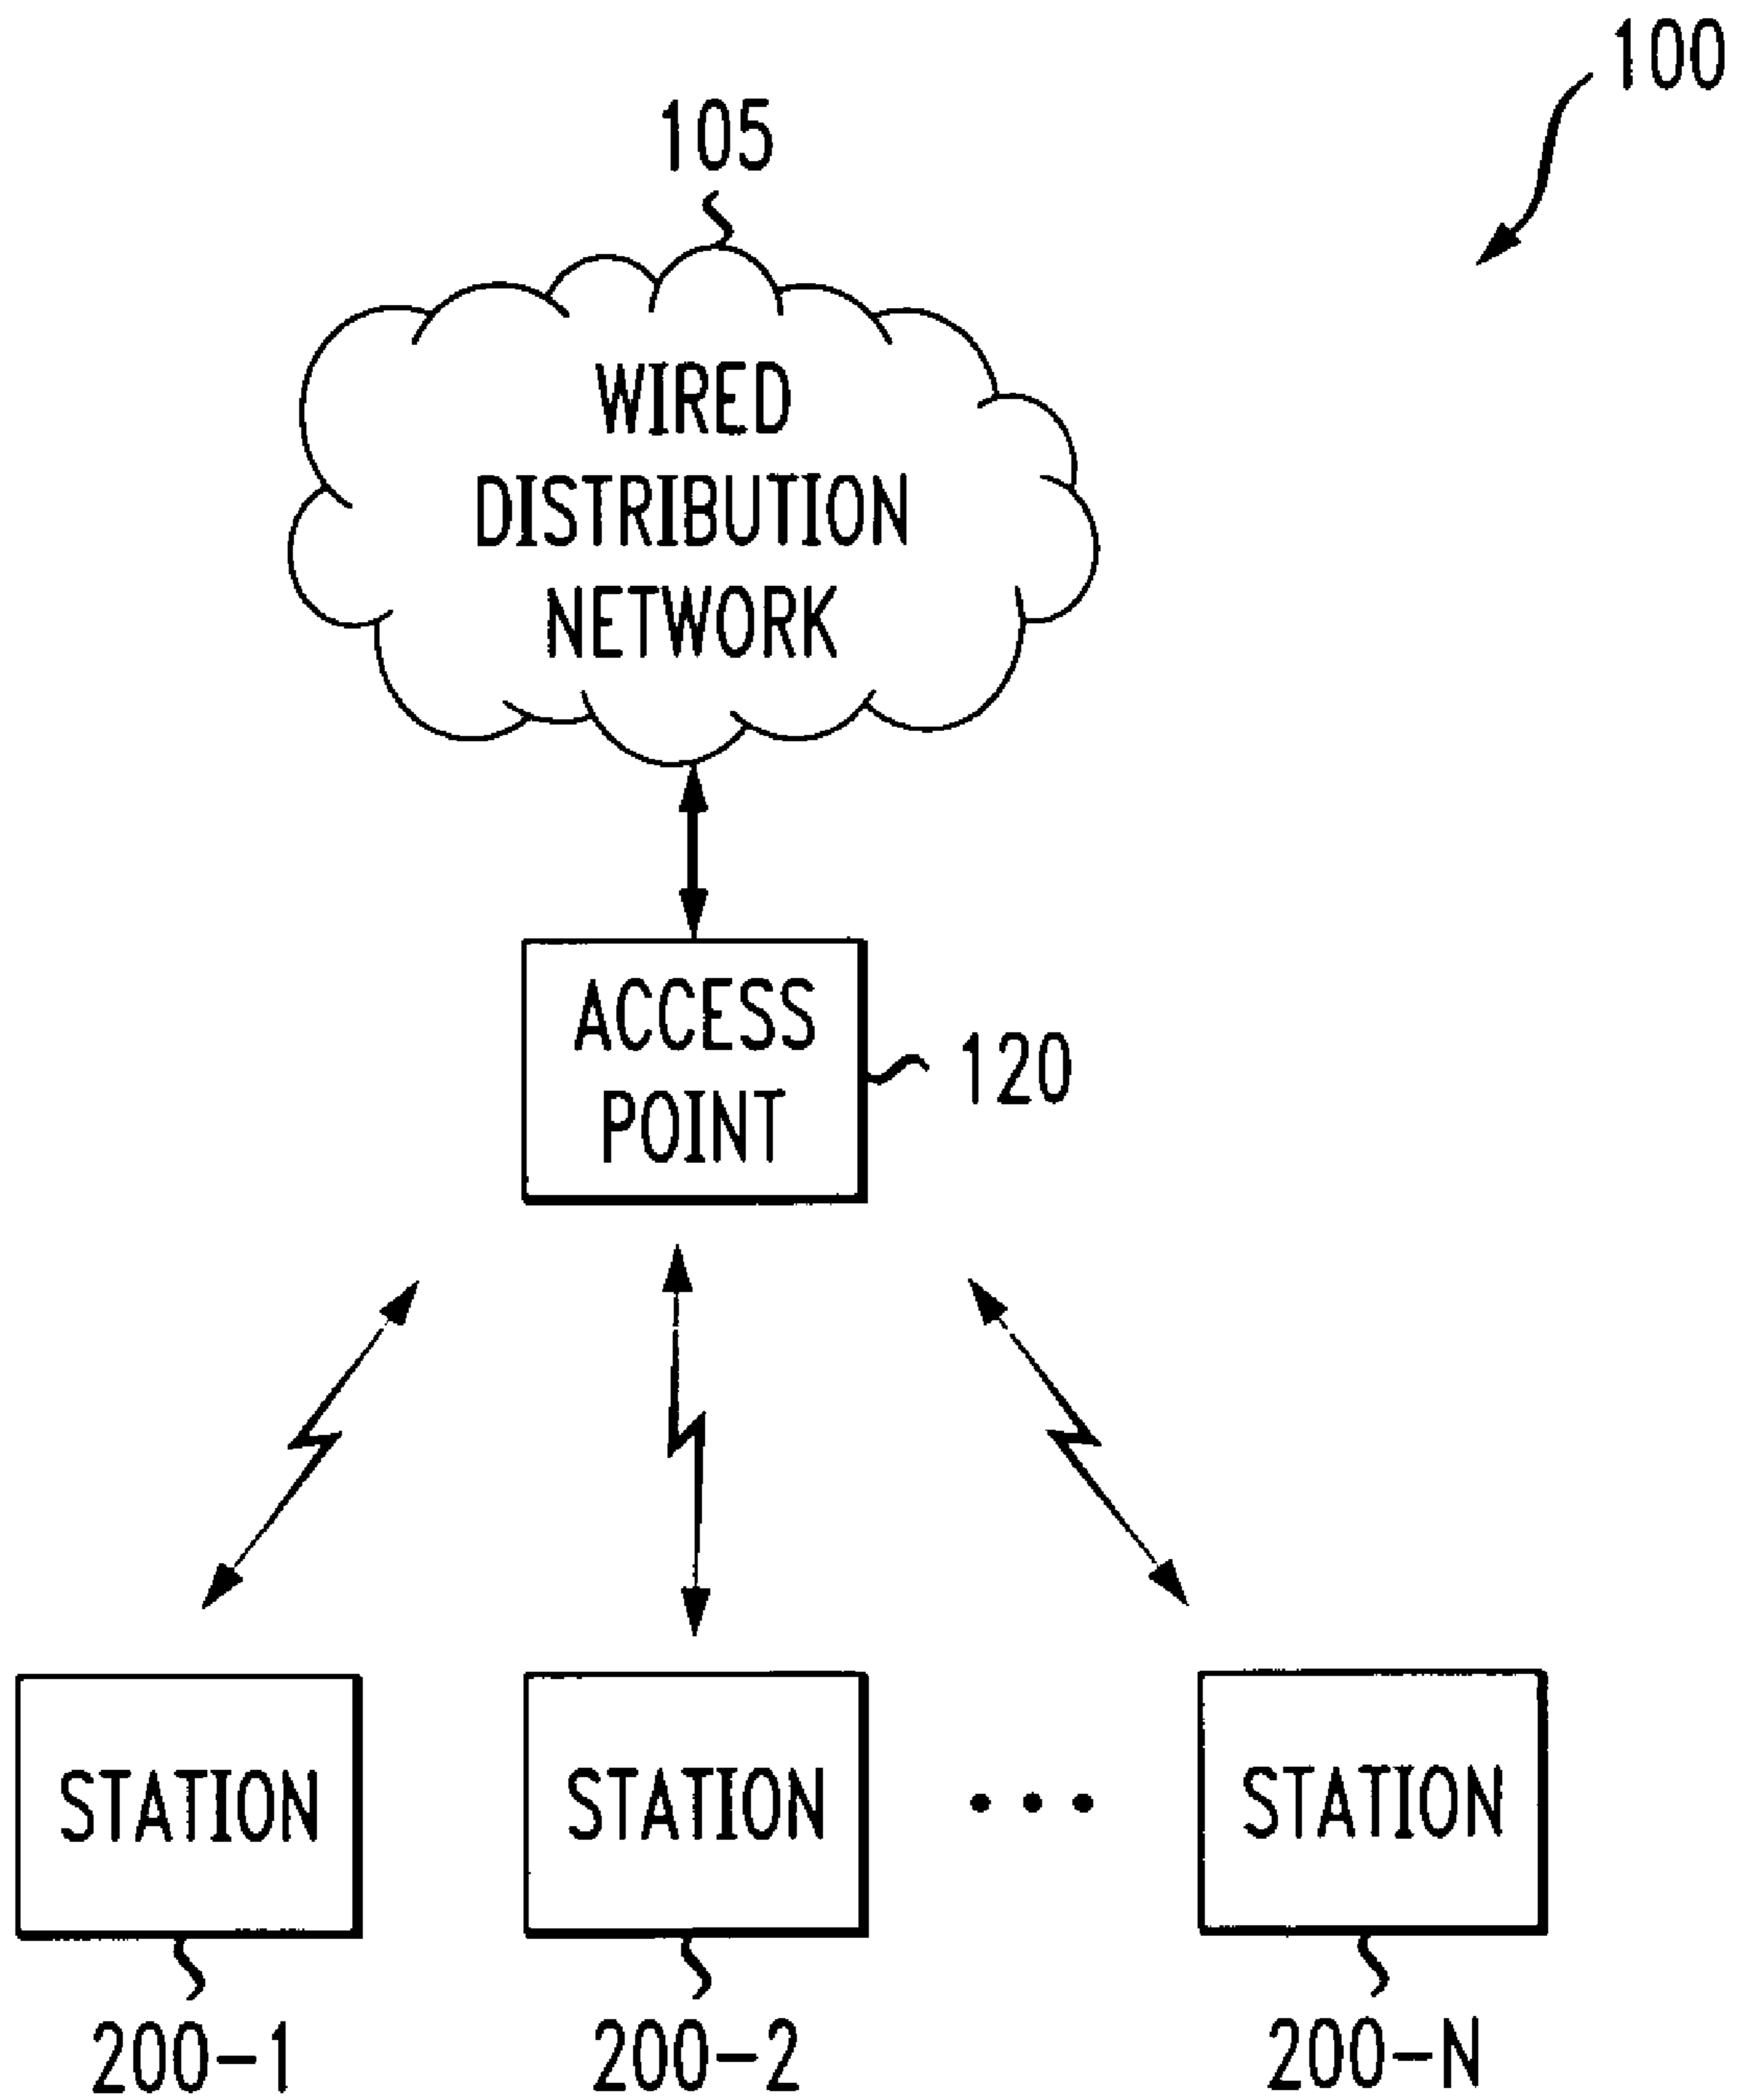 100
105
WIRED
DISTRIBUTION
NETWORK
ACCESS
POINT
120
STATION
STATION
STATION
200-1
200-2
200-N